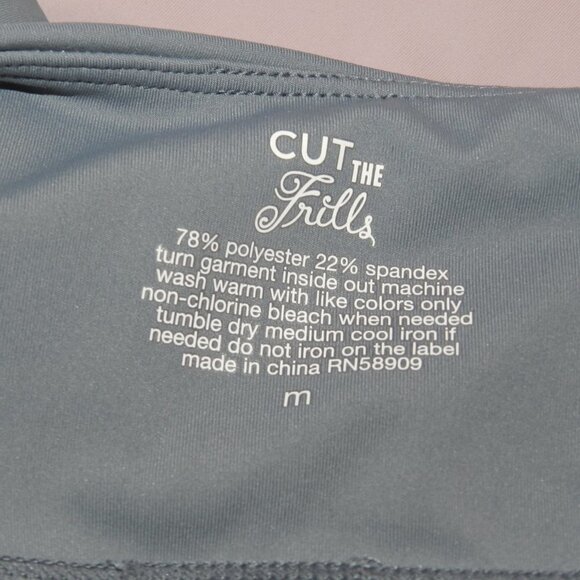 CUT THE
Frills
78% polyester 22% spandex
turn garment inside out machine
wash warm with like colors only
non-chlorine bleach when needed
tumble dry medium cool iron if
needed do not iron on the label
made in china RN58909
m